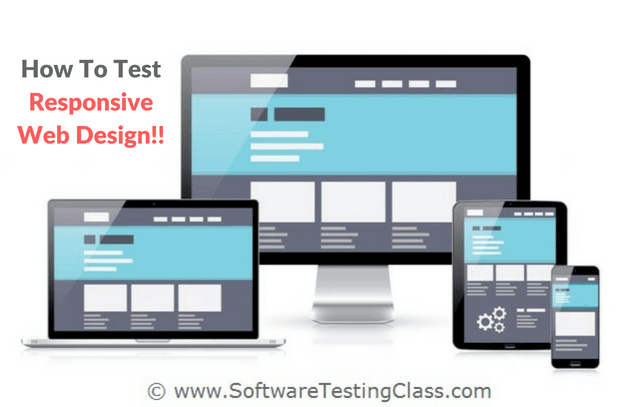 How To Test
Responsive
Web Design!!
© www.SoftwareTestingClass.com